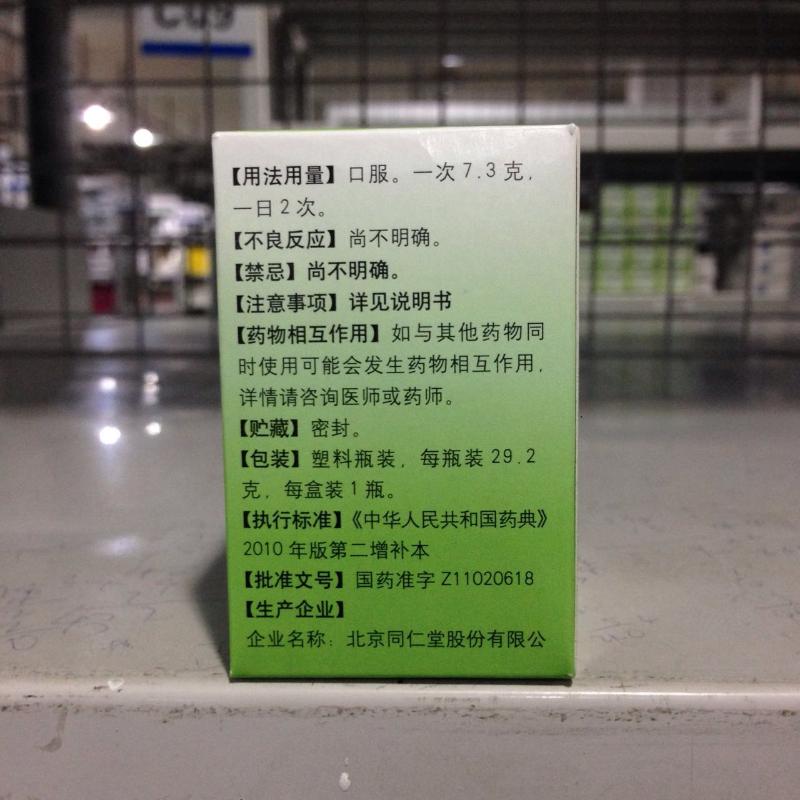 【用法用量】口服。一次 7.3 克，
一日 2 次。
【不良反应】尚不明确。
【禁忌】尚不明确。
【注意事项】详见说明书
【药物相互作用】如与其他药物同
时使用可能会发生药物相互作用，
详情请咨询医师或药师。
【贮藏】密封。
【包装】塑料瓶装，每瓶装 29.2
克，每盒装 1 瓶。
【执行标准】《中华人民共和国药典》
2010 年版第二增补本
【批准文号】国药准字 Z11020618
【生产企业】
企业名称：北京同仁堂股份有限公